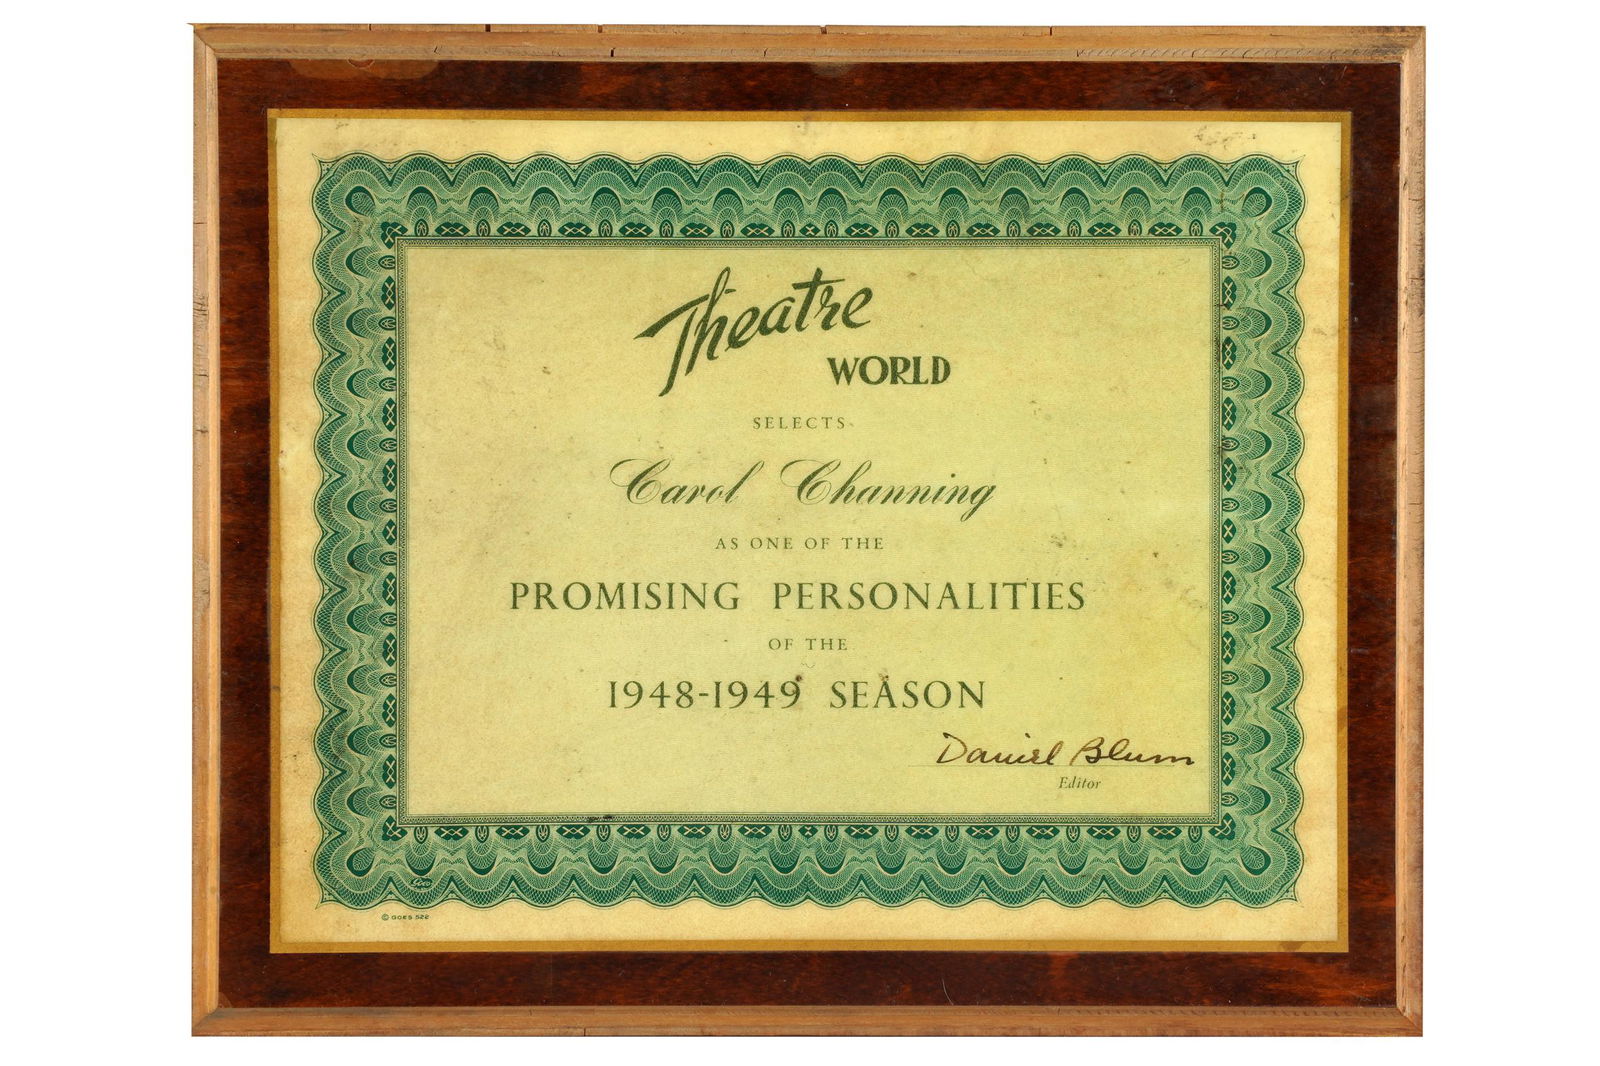 Theatre
WORLD
SELECTS
Carol Channing
AS ONE OF THE
PROMISING PERSONALITIES
OF THE
1948-1949 SEASON
Daniel Blum
Editor
Goes
© GOES 522